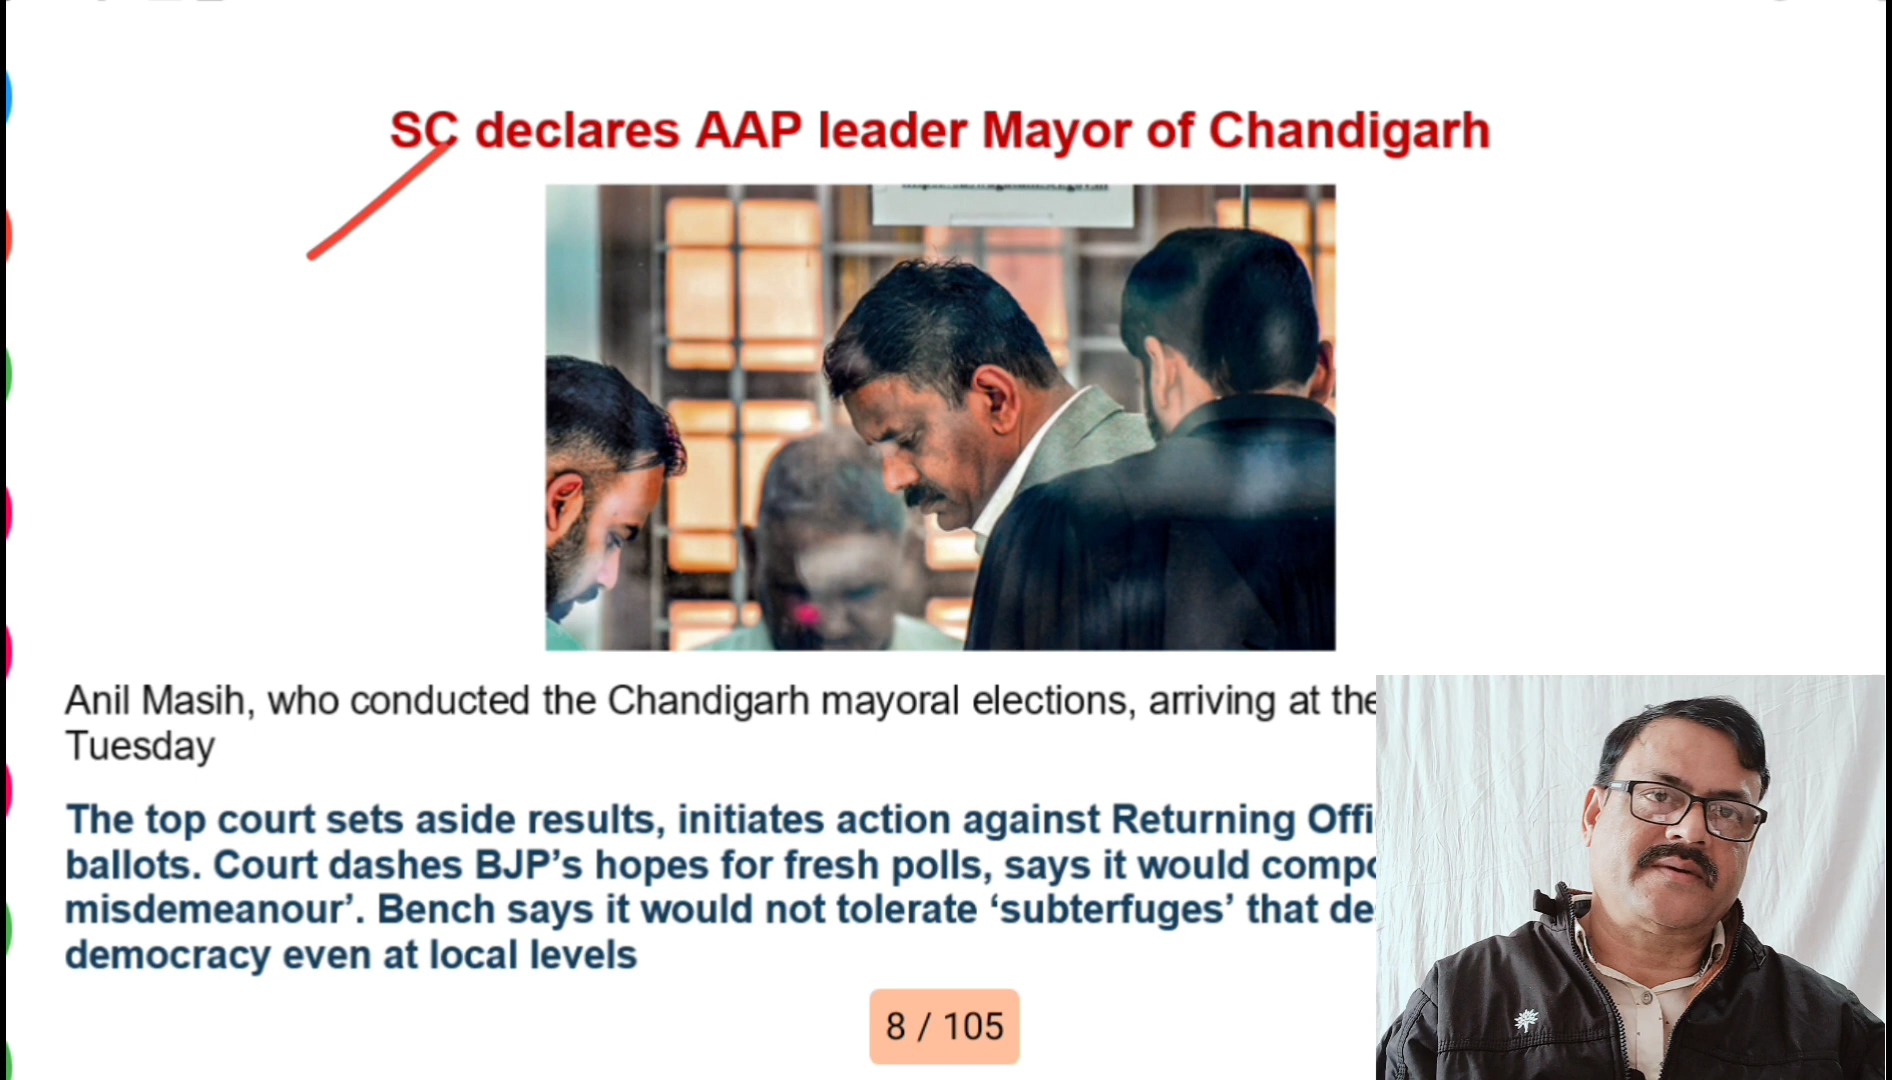 SC declares AAP leader Mayor of Chandigarh
Anil Masih, who conducted the Chandigarh mayoral elections, arriving at the
Tuesday
The top court sets aside results, initiates action against Returning
ballots. Court dashes BJP’s hopes for fresh polls, says it would
misdemeanour’. Bench says it would not tolerate ‘subterfuges’ that
democracy even at local levels
8 / 105